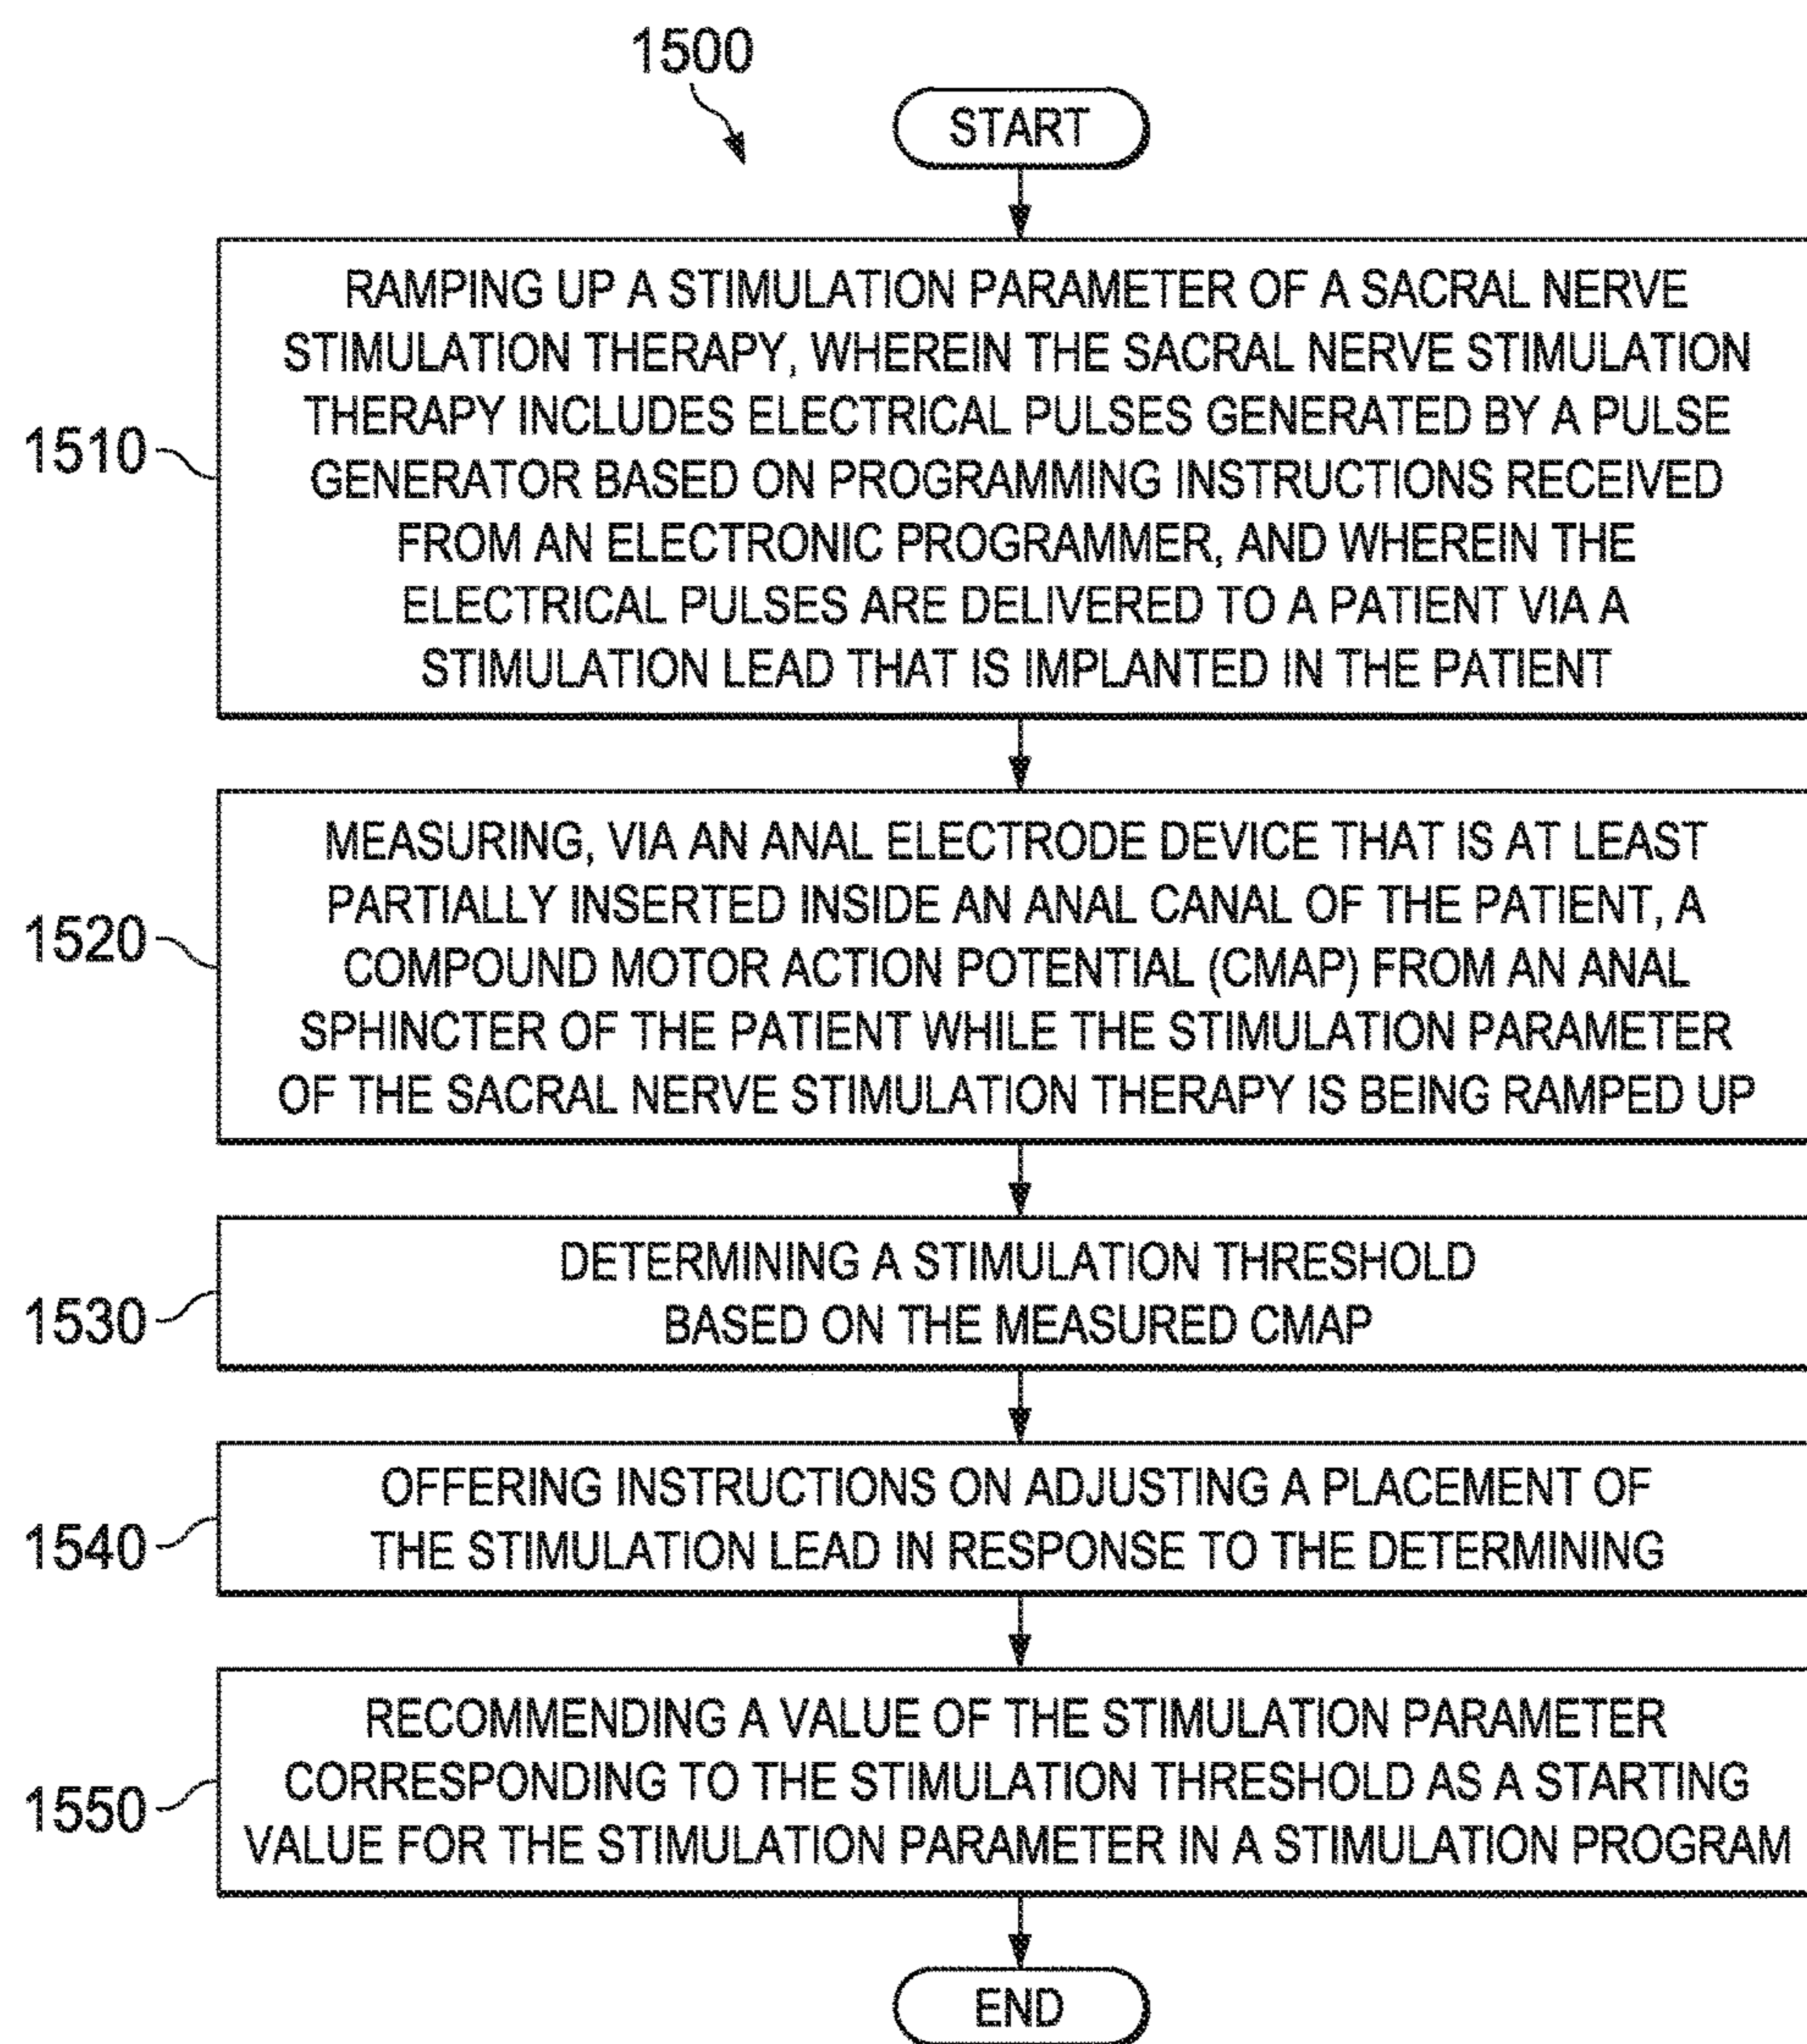 1500
START
1510
RAMPING UP A STIMULATION PARAMETER OF A SACRAL NERVE
STIMULATION THERAPY, WHEREIN THE SACRAL NERVE STIMULATION
THERAPY INCLUDES ELECTRICAL PULSES GENERATED BY A PULSE
GENERATOR BASED ON PROGRAMMING INSTRUCTIONS RECEIVED
FROM AN ELECTRONIC PROGRAMMER, AND WHEREIN THE
ELECTRICAL PULSES ARE DELIVERED TO A PATIENT VIA A
STIMULATION LEAD THAT IS IMPLANTED IN THE PATIENT
1520
MEASURING, VIA AN ANAL ELECTRODE DEVICE THAT IS AT LEAST
PARTIALLY INSERTED INSIDE AN ANAL CANAL OF THE PATIENT, A
COMPOUND MOTOR ACTION POTENTIAL (CMAP) FROM AN ANAL
SPHINCTER OF THE PATIENT WHILE THE STIMULATION PARAMETER
OF THE SACRAL NERVE STIMULATION THERAPY IS BEING RAMPED UP
1530
DETERMINING A STIMULATION THRESHOLD
BASED ON THE MEASURED CMAP
1540
OFFERING INSTRUCTIONS ON ADJUSTING A PLACEMENT OF
THE STIMULATION LEAD IN RESPONSE TO THE DETERMINING
1550
RECOMMENDING A VALUE OF THE STIMULATION PARAMETER
CORRESPONDING TO THE STIMULATION THRESHOLD AS A STARTING
VALUE FOR THE STIMULATION PARAMETER IN A STIMULATION PROGRAM
END